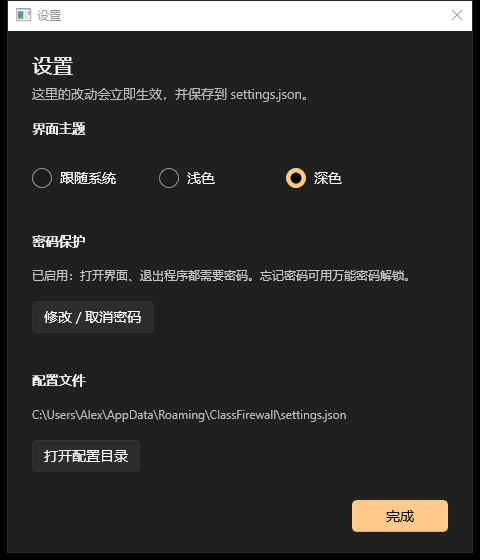 设置
设置
这里的改动会立即生效，并保存到 settings.json。
界面主题
跟随系统 浅色 深色
密码保护
已启用：打开界面、退出程序都需要密码。忘记密码可用万能密码解锁。
修改 / 取消密码
配置文件
C:\Users\Alex\AppData\Roaming\ClassFirewall\settings.json
打开配置目录
完成